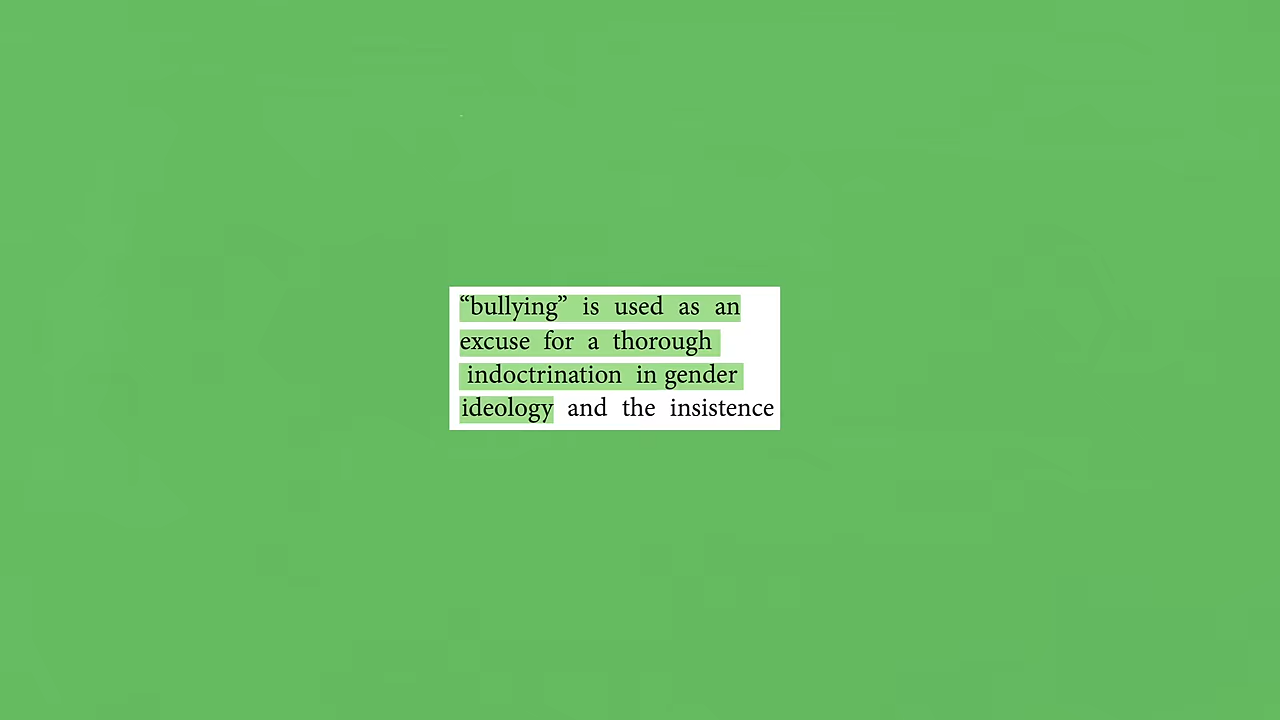 “bullying” is used as an
excuse for a thorough
indoctrination in gender
ideology and the insistence